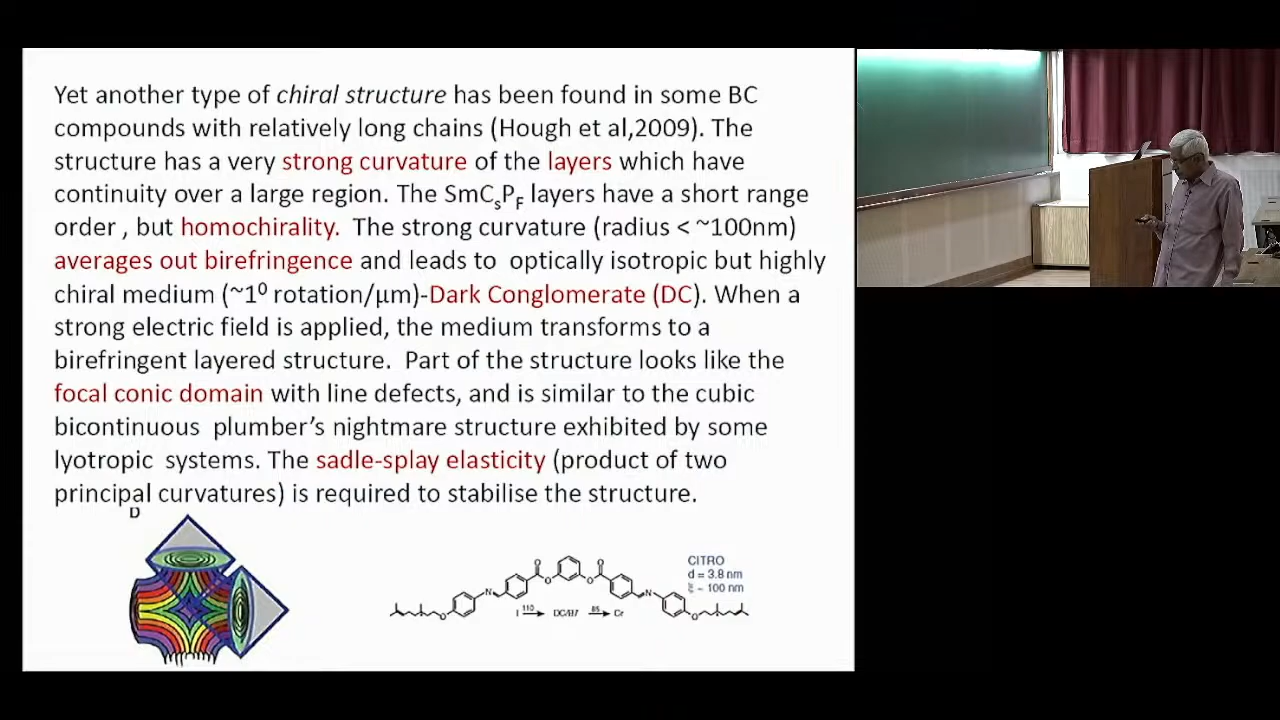 Yet another type of chiral structure has been found in some BC
compounds with relatively long chains (Hough et al,2009). The
structure has a very strong curvature of the layers which have
continuity over a large region. The SmCsPF layers have a short range
order , but homochirality. The strong curvature (radius < ~100nm)
averages out birefringence and leads to optically isotropic but highly
chiral medium (~1⁰ rotation/μm)-Dark Conglomerate (DC). When a
strong electric field is applied, the medium transforms to a
birefringent layered structure. Part of the structure looks like the
focal conic domain with line defects, and is similar to the cubic
bicontinuous plumber's nightmare structure exhibited by some
lyotropic systems. The sadle-splay elasticity (product of two
principal curvatures) is required to stabilise the structure.
D
CITRO
d = 3.8 nm
ξ ~ 100 nm
O O
O O
N N
O O
I 110 DC/B7 85 Cr